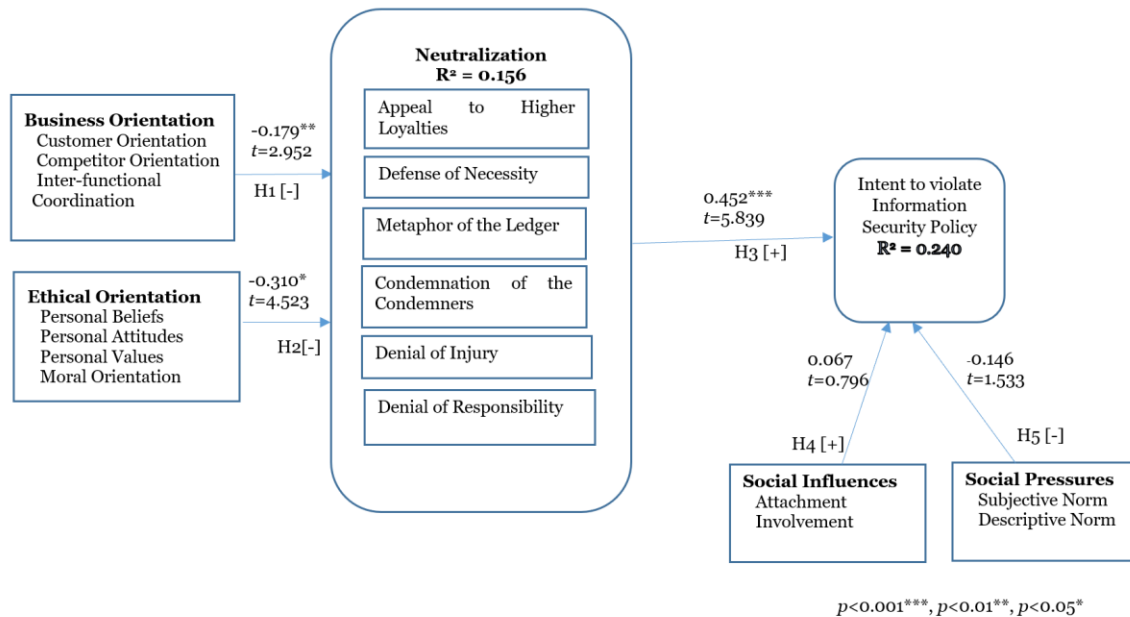 Neutralization
R² = 0.156
Appeal to Higher
Loyalties
Defense of Necessity
Metaphor of the Ledger
Condemnation of the
Condemners
Denial of Injury
Denial of Responsibility
Business Orientation
Customer Orientation
Competitor Orientation
Inter-functional
Coordination
-0.179**
t=2.952
H1 [-]
Ethical Orientation
Personal Beliefs
Personal Attitudes
Personal Values
Moral Orientation
-0.310*
t=4.523
H2[-]
0.452***
t=5.839
H3 [+]
Intent to violate
Information
Security Policy
R² = 0.240
0.067
t=0.796
H4 [+]
-0.146
t=1.533
H5 [-]
Social Influences
Attachment
Involvement
Social Pressures
Subjective Norm
Descriptive Norm
p<0.001***, p<0.01**, p<0.05*